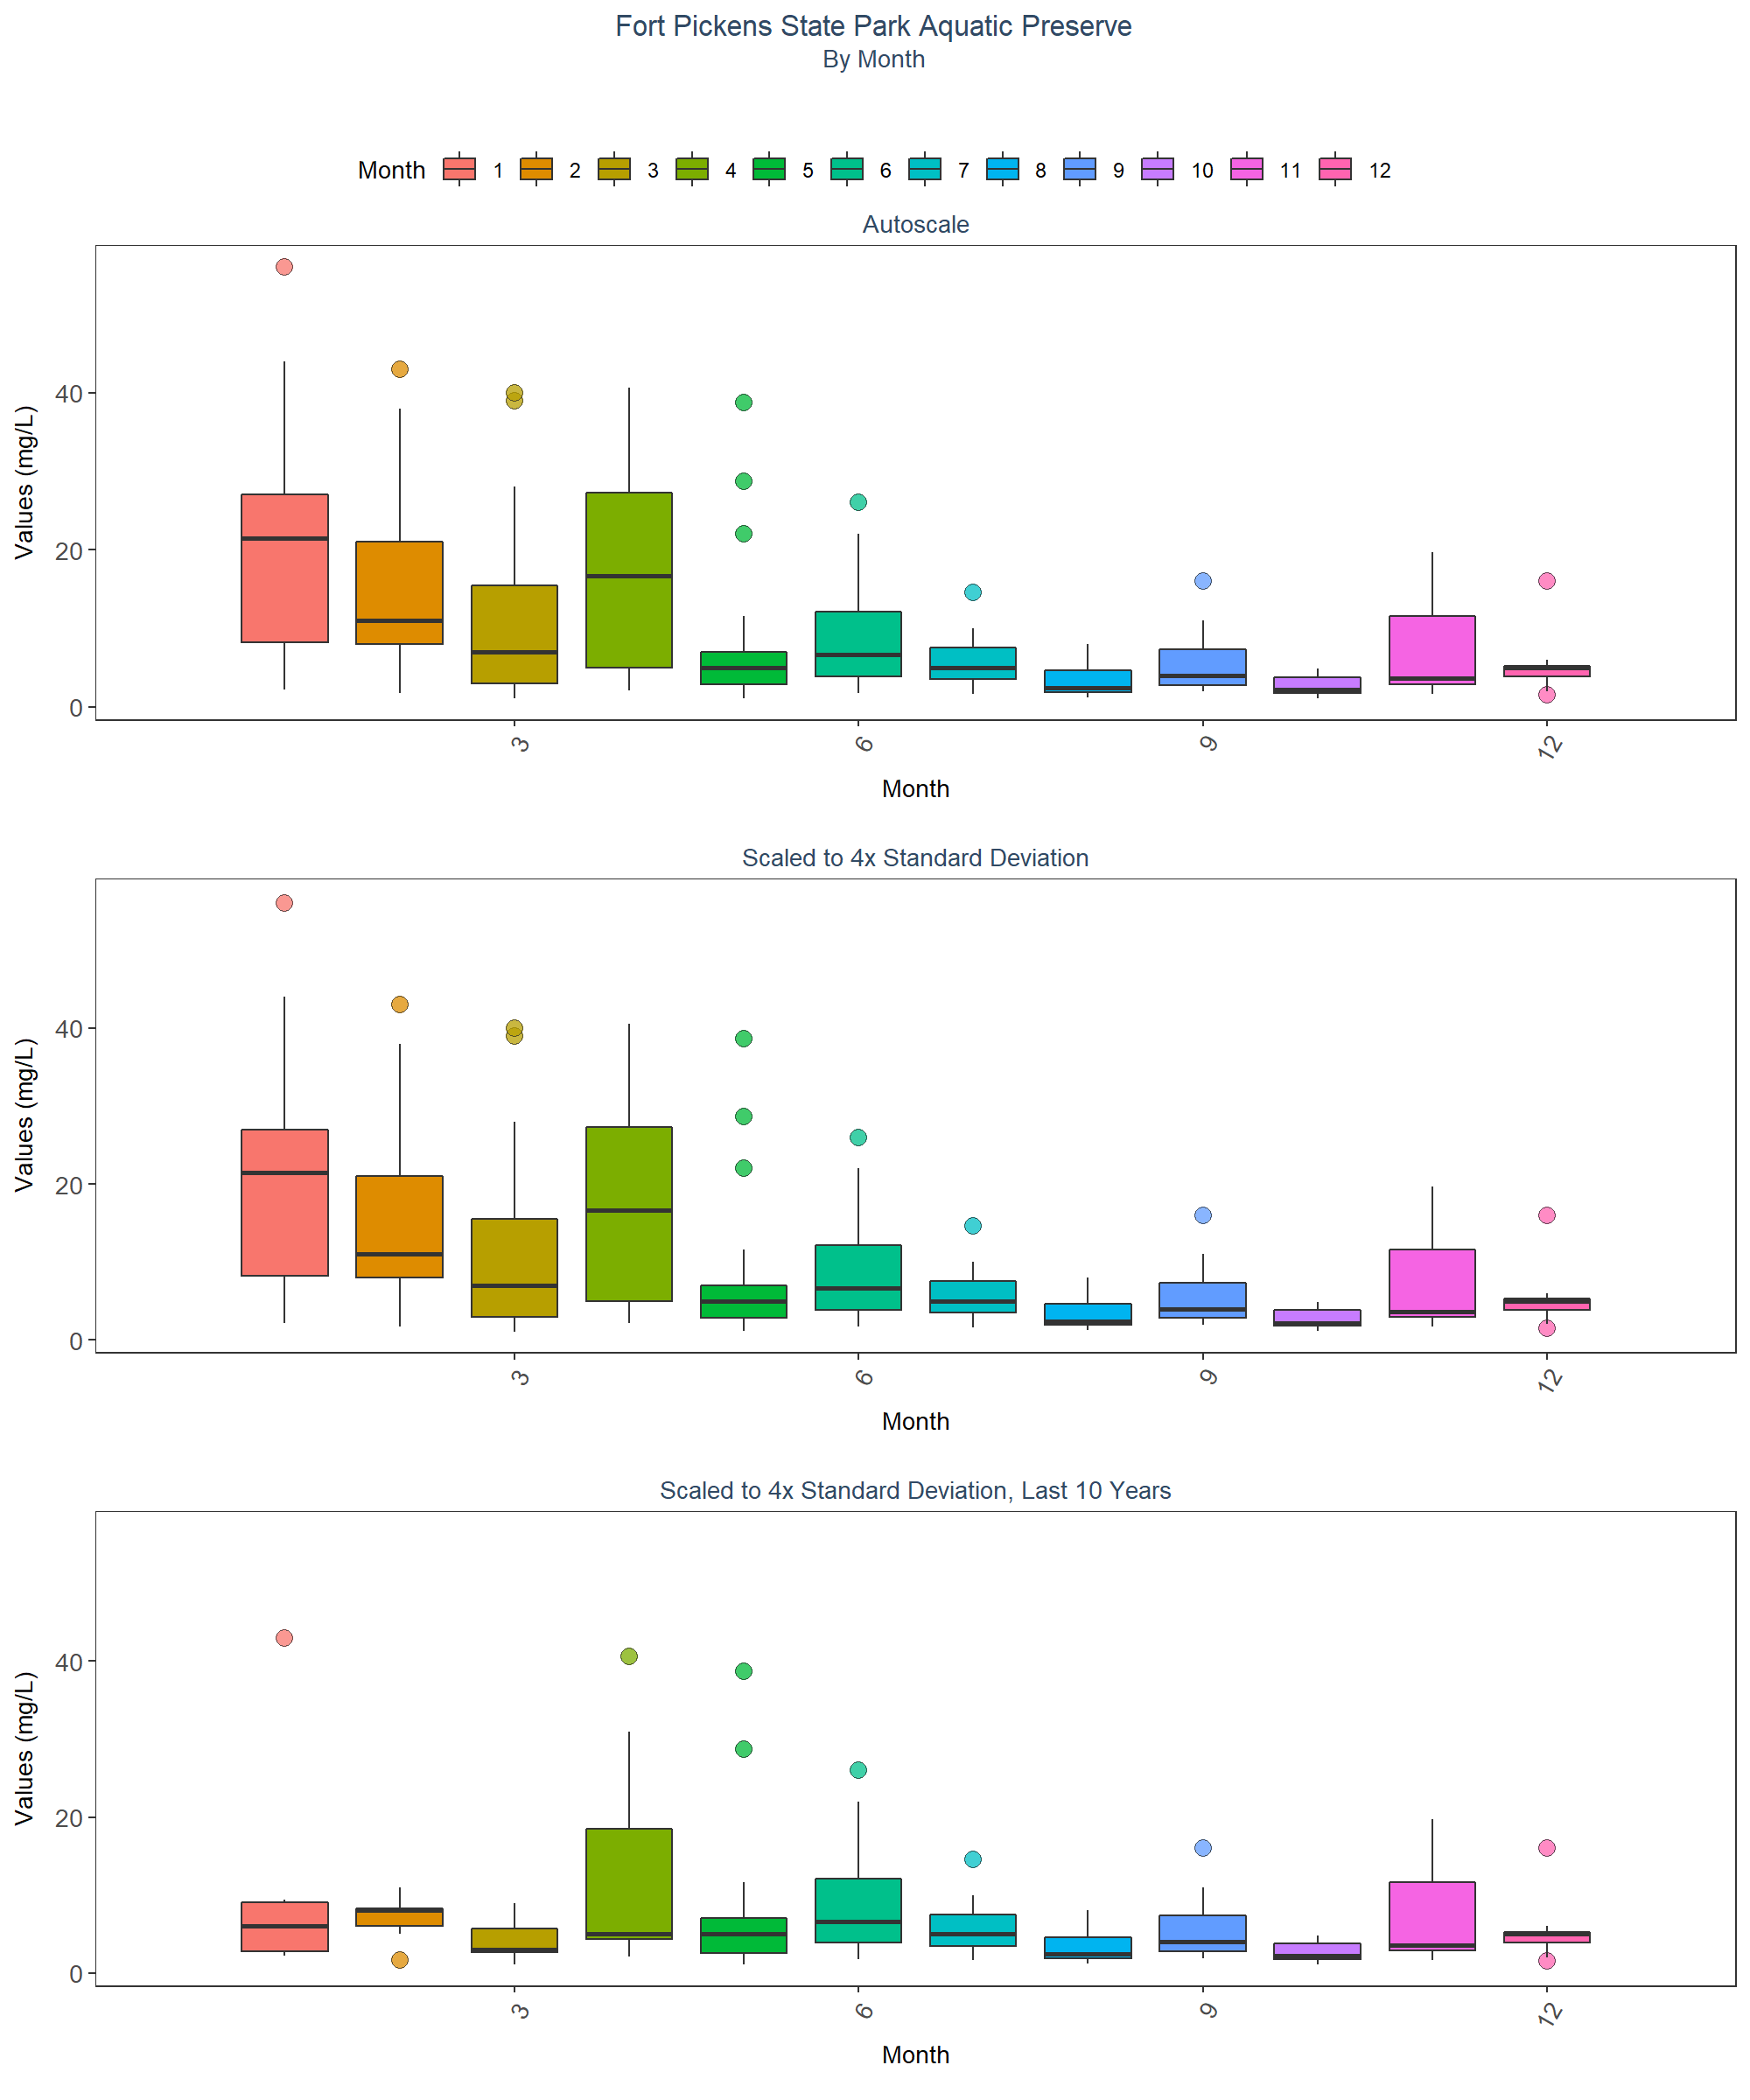 Fort Pickens State Park Aquatic Preserve
By Month
Month 1 2 3 4 5 6 7 8 9 10 11 12
Autoscale
Values (mg/L)
40
20
0
3 6 9 12
Month
Scaled to 4x Standard Deviation
Values (mg/L)
40
20
0
3 6 9 12
Month
Scaled to 4x Standard Deviation, Last 10 Years
Values (mg/L)
40
20
0
3 6 9 12
Month